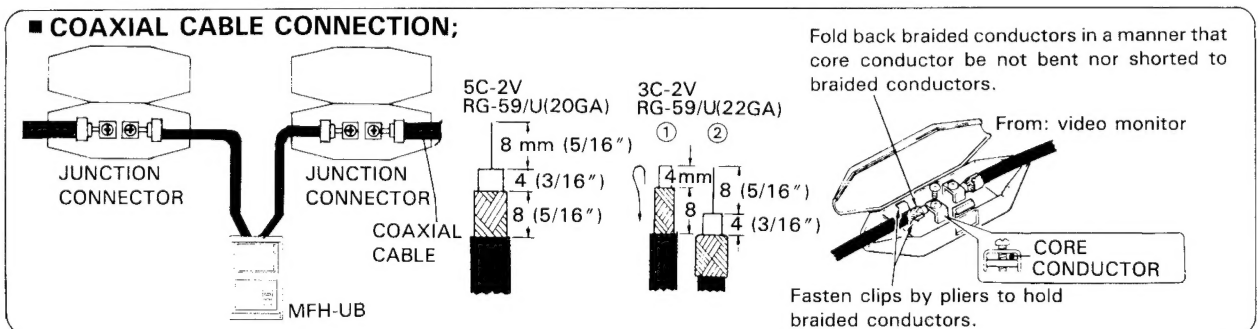 ■ COAXIAL CABLE CONNECTION;
JUNCTION
CONNECTOR
JUNCTION
CONNECTOR
COAXIAL
CABLE
MFH-UB
5C-2V
RG-59/U(20GA)
8 mm (5/16″)
4 (3/16″)
8 (5/16″)
3C-2V
RG-59/U(22GA)
① ②
4mm
8
8 (5/16″)
4 (3/16″)
Fold back braided conductors in a manner that
core conductor be not bent nor shorted to
braided conductors.
From: video monitor
CORE
CONDUCTOR
Fasten clips by pliers to hold
braided conductors.